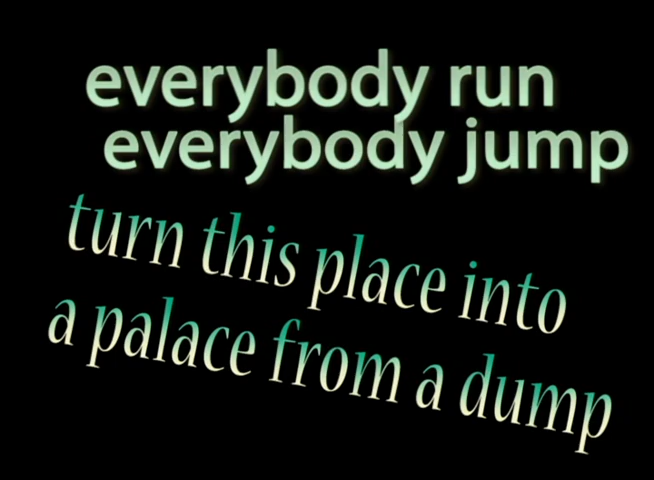 everybody run
everybody jump
turn this place into
a palace from a dump